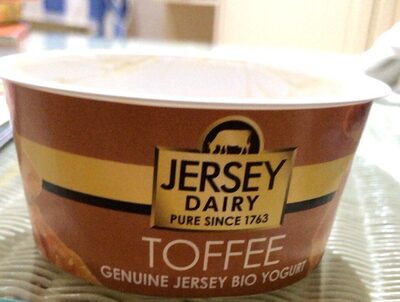 JERSEY
DAIRY
PURE SINCE 1763
TOFFEE
GENUINE JERSEY BIO YOGURT